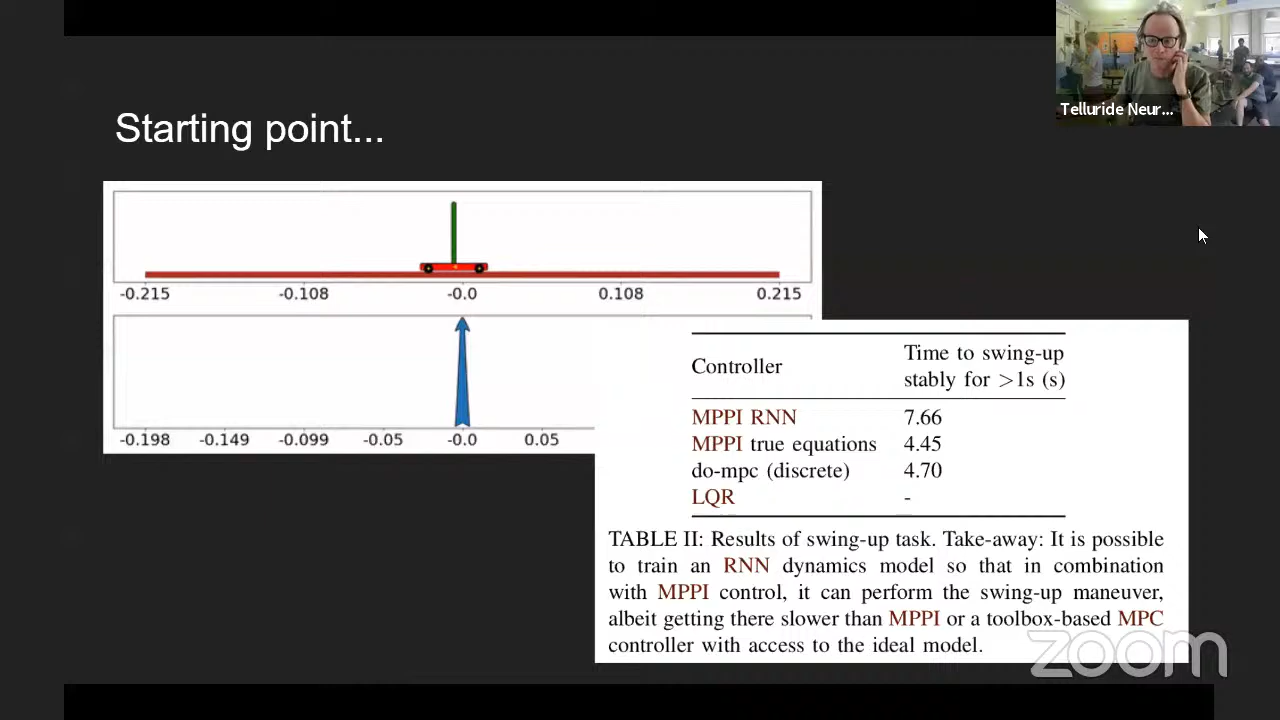 Telluride Neur...
Starting point...
-0.215 -0.108 -0.0 0.108 0.215
-0.198 -0.149 -0.099 -0.05 -0.0 0.05
Controller
Time to swing-up
stably for >1s (s)
MPPI RNN 7.66
MPPI true equations 4.45
do-mpc (discrete) 4.70
LQR -
TABLE II: Results of swing-up task. Take-away: It is possible
to train an RNN dynamics model so that in combination
with MPPI control, it can perform the swing-up maneuver,
albeit getting there slower than MPPI or a toolbox-based MPC
controller with access to the ideal model.
zoom